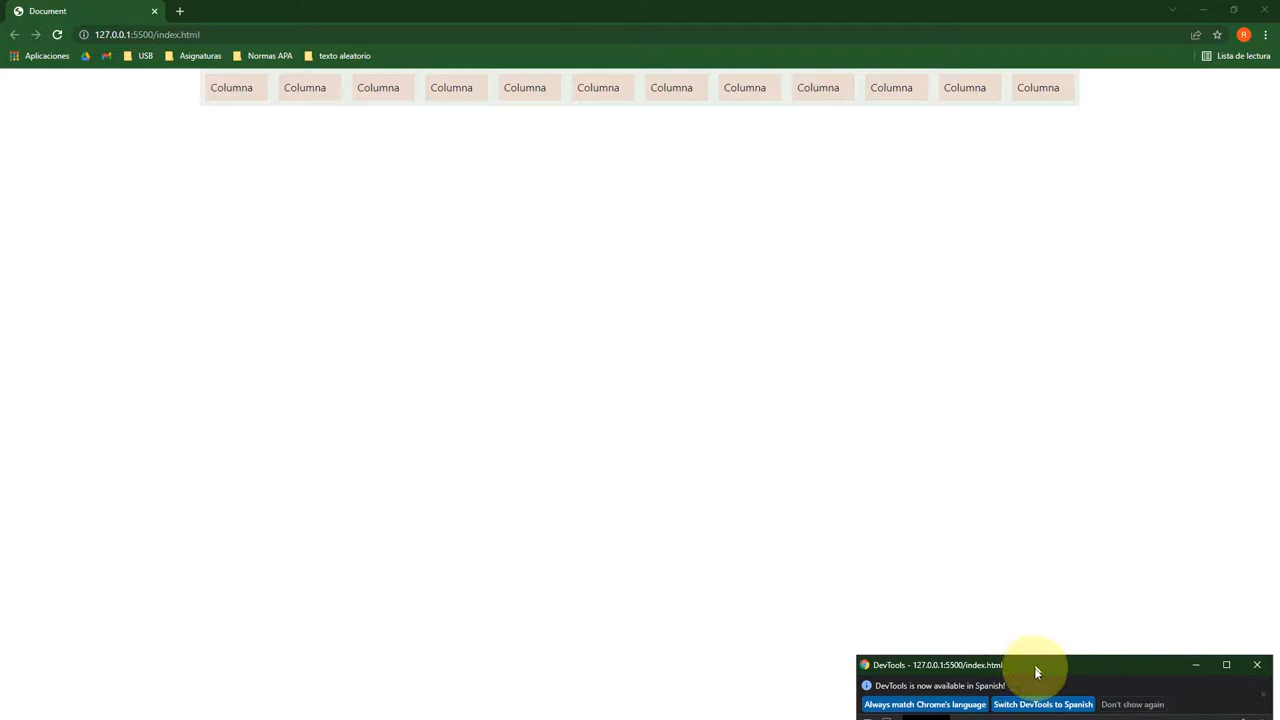 Document
127.0.0.1:5500/index.html
Aplicaciones USB Asignaturas Normas APA texto aleatorio Lista de lectura
Columna Columna Columna Columna Columna Columna Columna Columna Columna Columna Columna Columna
DevTools - 127.0.0.1:5500/index.html
DevTools is now available in Spanish!
Always match Chrome's language Switch DevTools to Spanish Don't show again